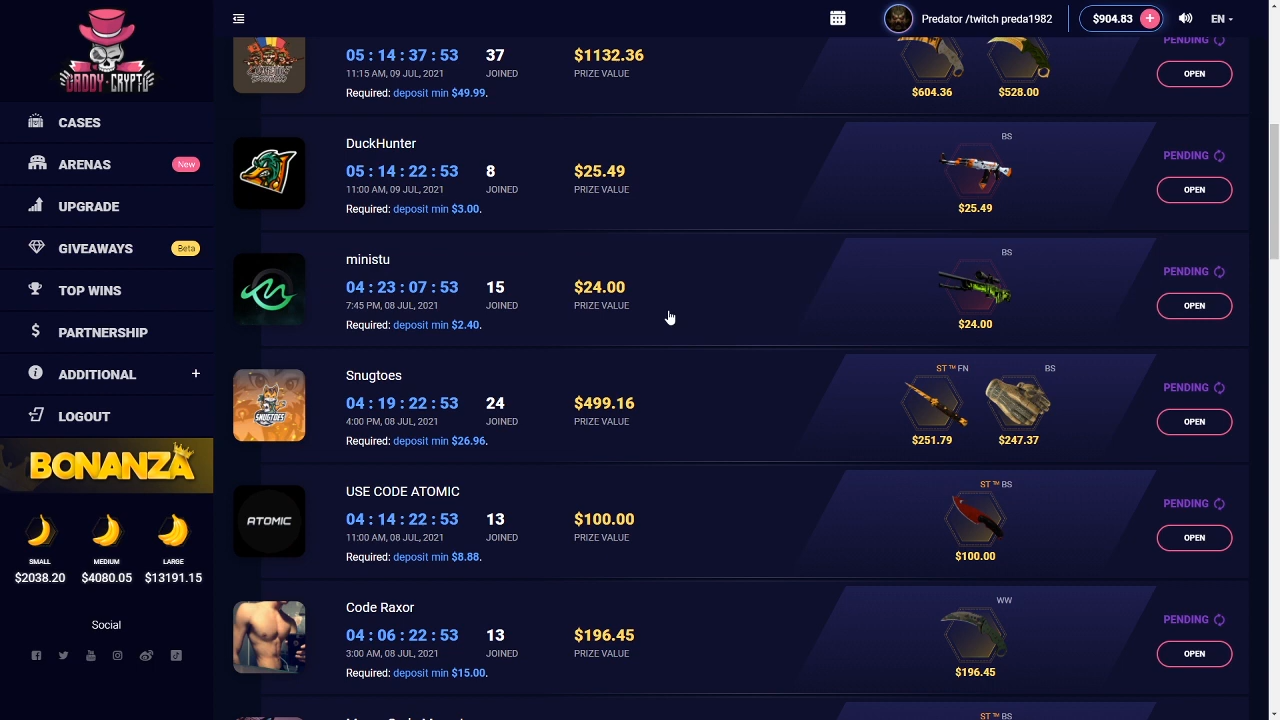 Predator /twitch preda1982
$904.83
EN
DADDY-CRYPTO
CASES
ARENAS
New
UPGRADE
GIVEAWAYS
Beta
TOP WINS
PARTNERSHIP
ADDITIONAL
LOGOUT
BONANZA
SMALL
MEDIUM
LARGE
$2038.20
$4080.05
$13191.15
Social
05 : 14 : 37 : 53
37
$1132.36
11:15 AM, 09 JUL, 2021
JOINED
PRIZE VALUE
Required: deposit min $49.99.
$604.36
$528.00
PENDING
OPEN
DuckHunter
05 : 14 : 22 : 53
8
$25.49
11:00 AM, 09 JUL, 2021
JOINED
PRIZE VALUE
Required: deposit min $3.00.
BS
$25.49
PENDING
OPEN
ministu
04 : 23 : 07 : 53
15
$24.00
7:45 PM, 08 JUL, 2021
JOINED
PRIZE VALUE
Required: deposit min $2.40.
BS
$24.00
PENDING
OPEN
Snugtoes
04 : 19 : 22 : 53
24
$499.16
4:00 PM, 08 JUL, 2021
JOINED
PRIZE VALUE
Required: deposit min $26.96.
SNUGTOES
ST™ FN
BS
$251.79
$247.37
PENDING
OPEN
USE CODE ATOMIC
04 : 14 : 22 : 53
13
$100.00
11:00 AM, 08 JUL, 2021
JOINED
PRIZE VALUE
Required: deposit min $8.88.
ATOMIC
ST™ BS
$100.00
PENDING
OPEN
Code Raxor
04 : 06 : 22 : 53
13
$196.45
3:00 AM, 08 JUL, 2021
JOINED
PRIZE VALUE
Required: deposit min $15.00.
WW
$196.45
PENDING
OPEN
ST™ BS